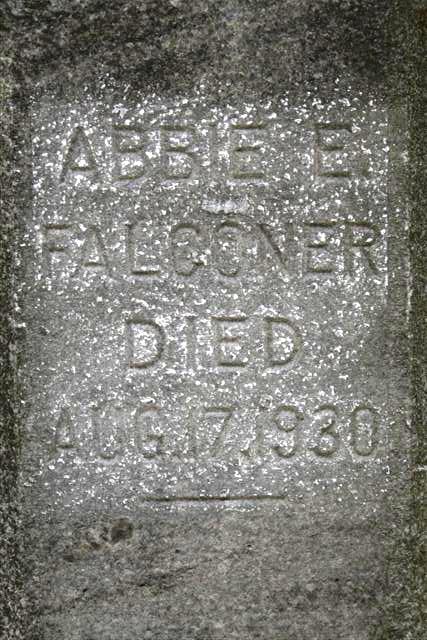 ABBIE E.
FALCONER
DIED
AUG. 17, 1930